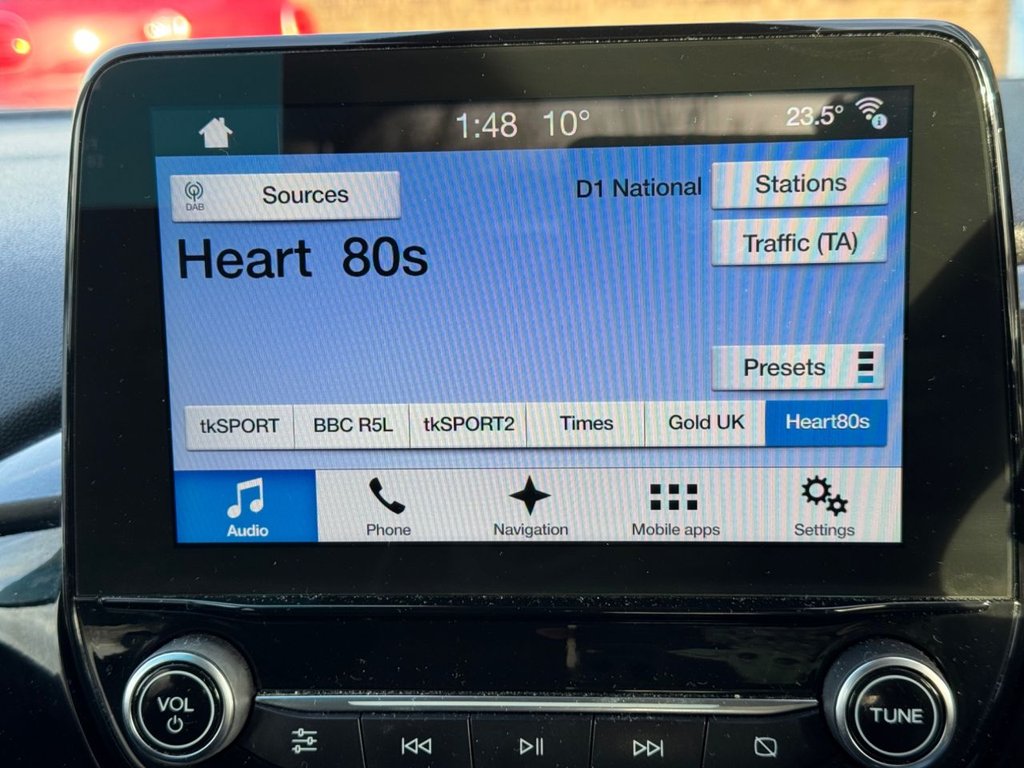 1:48 10° 23.5°
DAB Sources D1 National Stations
Traffic (TA)
Heart 80s
Presets
tkSPORT BBC R5L tkSPORT2 Times Gold UK Heart80s
Audio Phone Navigation Mobile apps Settings
VOL TUNE